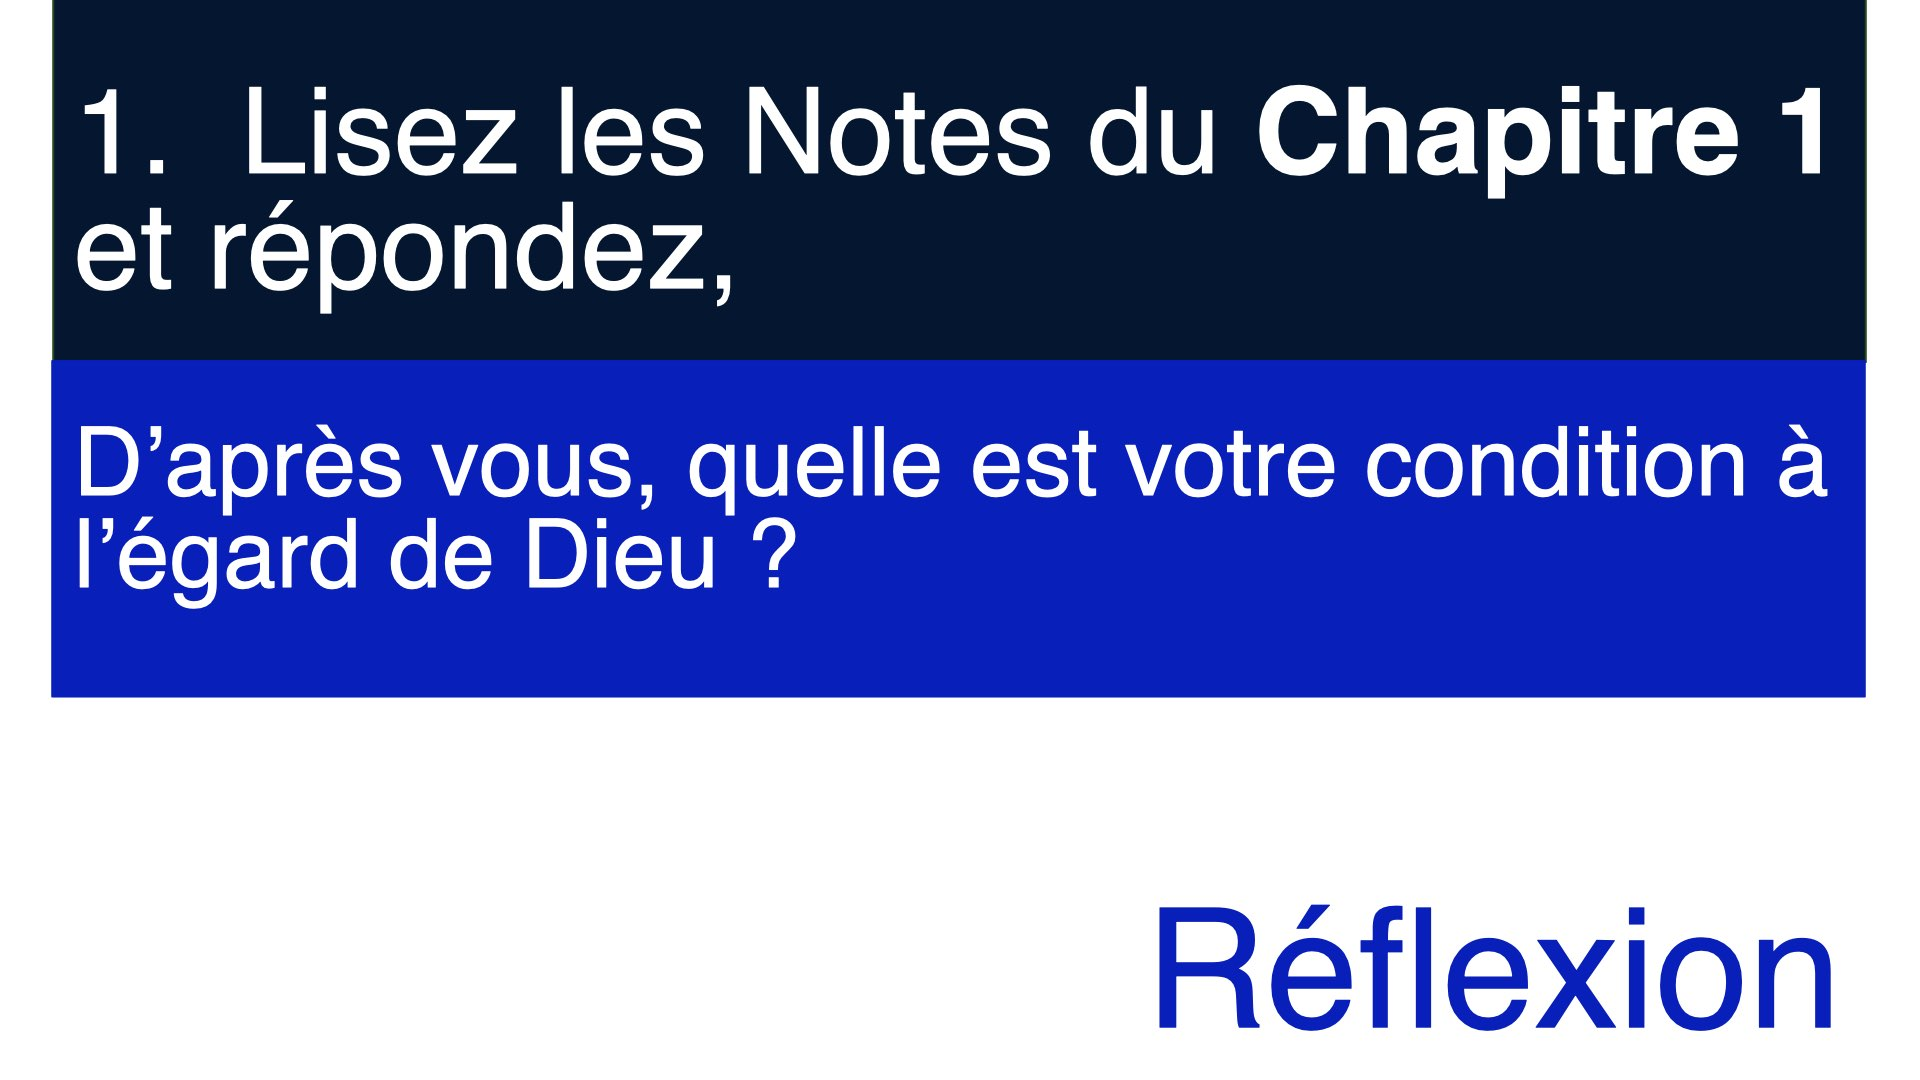 1. Lisez les Notes du Chapitre 1
et répondez,
D’après vous, quelle est votre condition à
l’égard de Dieu ?
Réflexion